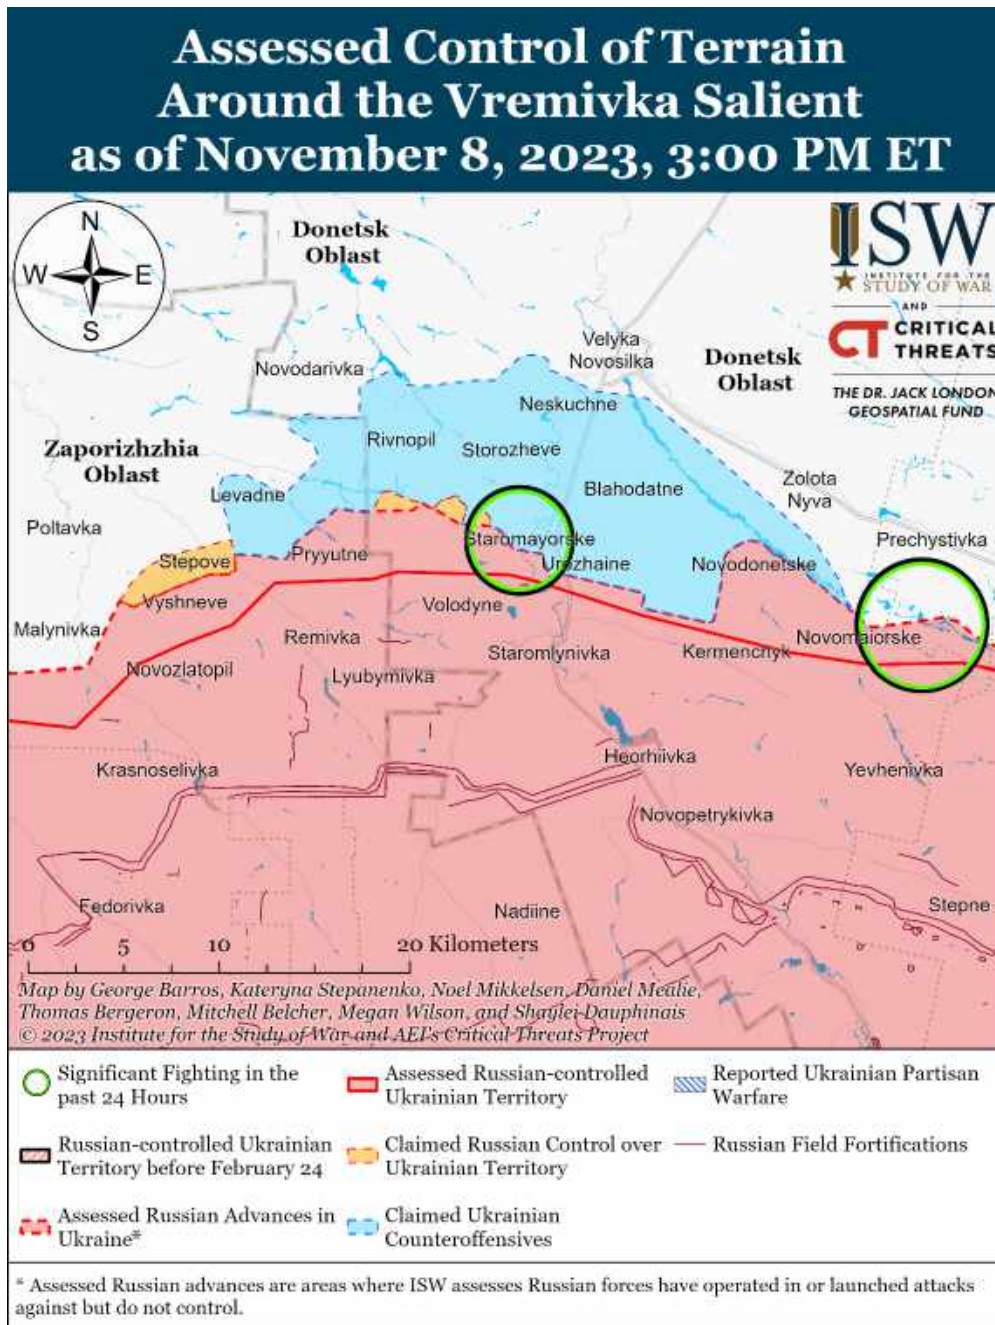 Assessed Control of Terrain
Around the Vremivka Salient
as of November 8, 2023, 3:00 PM ET
N
W
E
S
Donetsk
Oblast
ISW
INSTITUTE FOR THE
STUDY OF WAR
AND
CT CRITICAL
THREATS
THE DR. JACK LONDON
GEOSPATIAL FUND
Velyka
Novosilka
Donetsk
Oblast
Novodarivka
Neskuchne
Rivnopil
Storozheve
Zaporizhzhia
Oblast
Levadne
Blahodatne
Zolota
Nyva
Poltavka
Staromayorske
Prechystivka
Stepove
Pryyutne
Urozhaine
Novodonetske
Vyshneve
Volodyne
Malynivka
Remivka
Novomaiorske
Staromlynivka
Kermenchyk
Novozlatopil
Lyubymivka
Krasnoselivka
Heorhiivka
Yevhenivka
Novopetrykivka
Fedorivka
Nadiine
Stepne
0 5 10 20 Kilometers
Map by George Barros, Kateryna Stepanenko, Noel Mikkelsen, Daniel Mealie,
Thomas Bergeron, Mitchell Belcher, Megan Wilson, and Shaylei Dauphinais
© 2023 Institute for the Study of War and AEI's Critical Threats Project
Significant Fighting in the
past 24 Hours
Assessed Russian-controlled
Ukrainian Territory
Reported Ukrainian Partisan
Warfare
Russian-controlled Ukrainian
Territory before February 24
Claimed Russian Control over
Ukrainian Territory
Russian Field Fortifications
Assessed Russian Advances in
Ukraine*
Claimed Ukrainian
Counteroffensives
* Assessed Russian advances are areas where ISW assesses Russian forces have operated in or launched attacks
against but do not control.